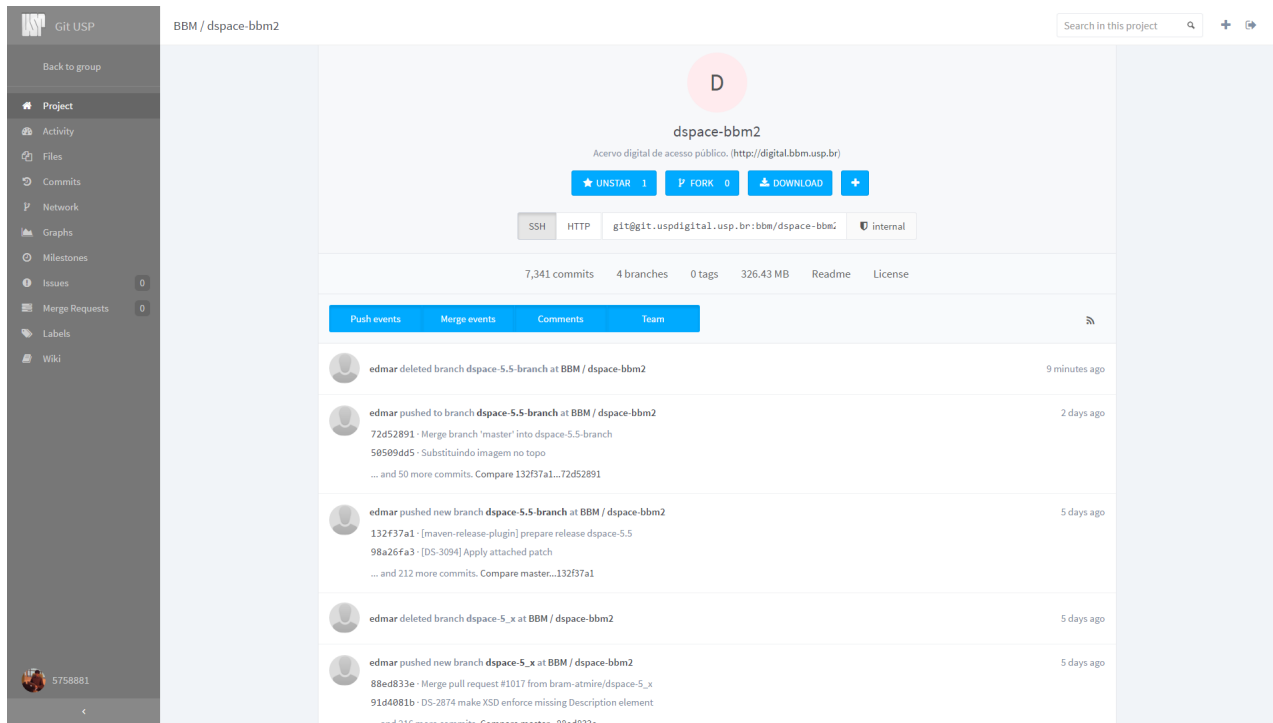 USP Git USP
BBM / dspace-bbm2
Search in this project
Back to group
Project
Activity
Files
Commits
Network
Graphs
Milestones
Issues 0
Merge Requests 0
Labels
Wiki
5758881
D
dspace-bbm2
Acervo digital de acesso público. (http://digital.bbm.usp.br)
UNSTAR 1 FORK 0 DOWNLOAD
SSH HTTP git@git.uspdigital.usp.br:bbm/dspace-bbm2 internal
7,341 commits 4 branches 0 tags 326.43 MB Readme License
Push events Merge events Comments Team
edmar deleted branch dspace-5.5-branch at BBM / dspace-bbm2 9 minutes ago
edmar pushed to branch dspace-5.5-branch at BBM / dspace-bbm2 2 days ago
72d52891 · Merge branch 'master' into dspace-5.5-branch
50509dd5 · Substituindo imagem no topo
... and 50 more commits. Compare 132f37a1...72d52891
edmar pushed new branch dspace-5.5-branch at BBM / dspace-bbm2 5 days ago
132f37a1 · [maven-release-plugin] prepare release dspace-5.5
98a26fa3 · [DS-3094] Apply attached patch
... and 212 more commits. Compare master...132f37a1
edmar deleted branch dspace-5_x at BBM / dspace-bbm2 5 days ago
edmar pushed new branch dspace-5_x at BBM / dspace-bbm2 5 days ago
88ed833e · Merge pull request #1017 from bram-atmire/dspace-5_x
91d4081b · DS-2874 make XSD enforce missing Description element
... and 216 more commits. Compare master...88ed833e